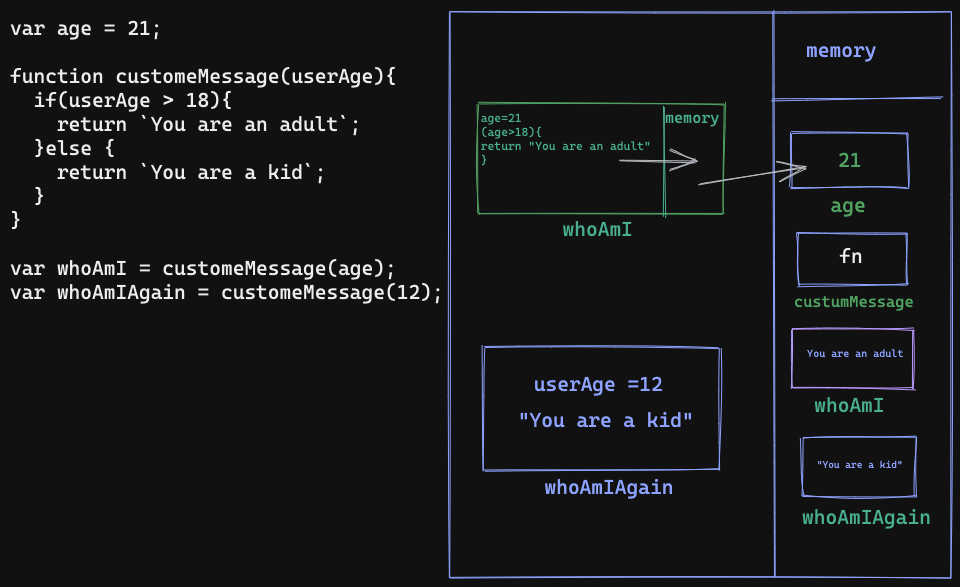 var age = 21;
function customeMessage(userAge){
if(userAge > 18){
return `You are an adult`;
}else {
return `You are a kid`;
}
}
var whoAmI = customeMessage(age);
var whoAmIAgain = customeMessage(12);
age=21
(age>18){
return "You are an adult"
}
memory
whoAmI
userAge =12
"You are a kid"
whoAmIAgain
memory
21
age
fn
custumMessage
You are an adult
whoAmI
"You are a kid"
whoAmIAgain